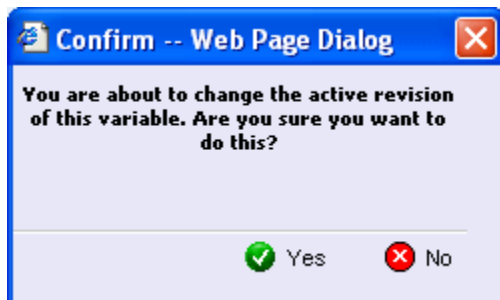 Confirm -- Web Page Dialog
You are about to change the active revision
of this variable. Are you sure you want to
do this?
Yes No